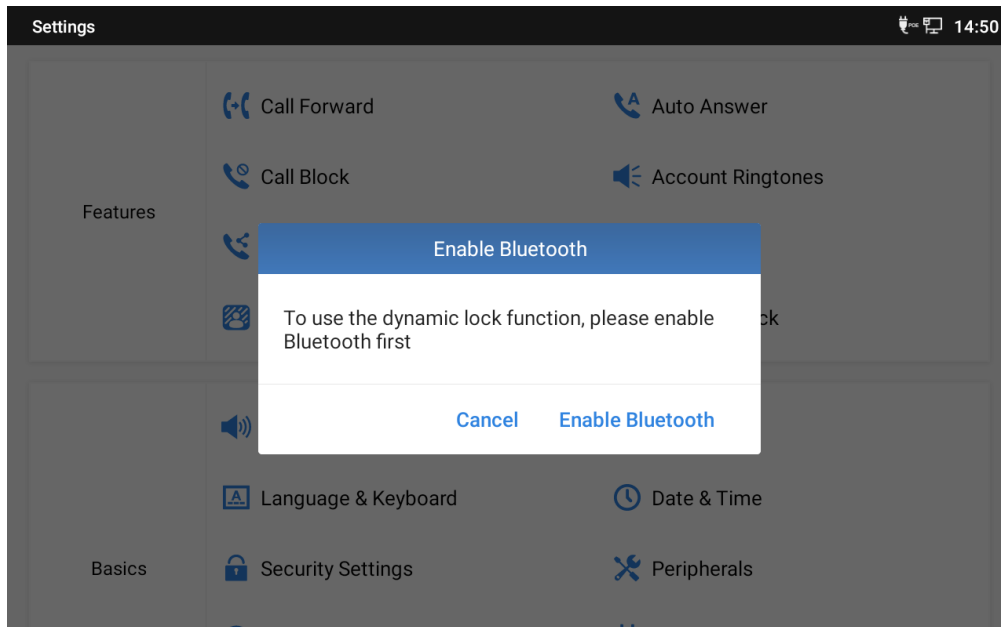 Settings
POE
14:50
Call Forward
Auto Answer
Call Block
Account Ringtones
Features
Enable Bluetooth
To use the dynamic lock function, please enable
Bluetooth first
Cancel
Enable Bluetooth
Language & Keyboard
Date & Time
Basics
Security Settings
Peripherals